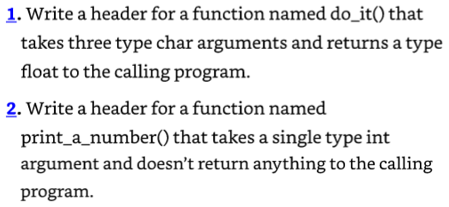 1. Write a header for a function named do_it() that
takes three type char arguments and returns a type
float to the calling program.
2. Write a header for a function named
print_a_number() that takes a single type int
argument and doesn’t return anything to the calling
program.